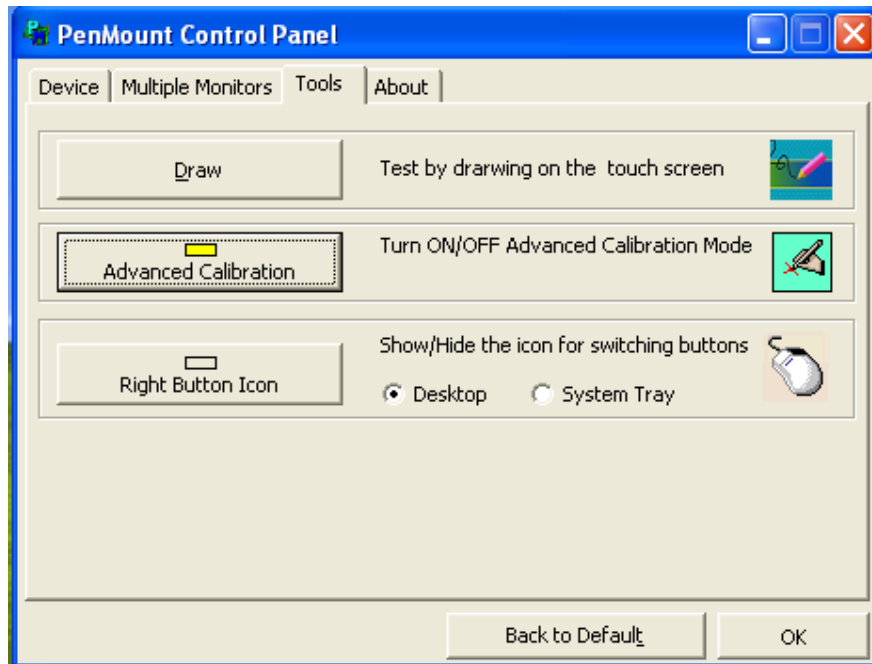 PenMount Control Panel
Device Multiple Monitors Tools About
Draw Test by drarwing on the touch screen
Advanced Calibration Turn ON/OFF Advanced Calibration Mode
Right Button Icon Show/Hide the icon for switching buttons
Desktop System Tray
Back to Default OK